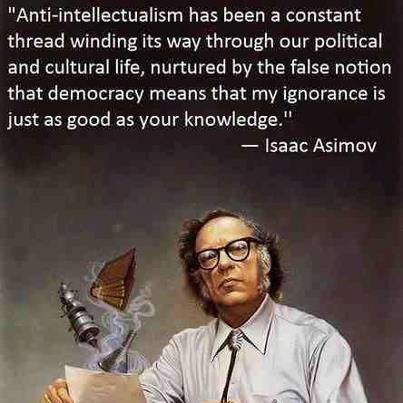 "Anti-intellectualism has been a constant
thread winding its way through our political
and cultural life, nurtured by the false notion
that democracy means that my ignorance is
just as good as your knowledge."
— Isaac Asimov